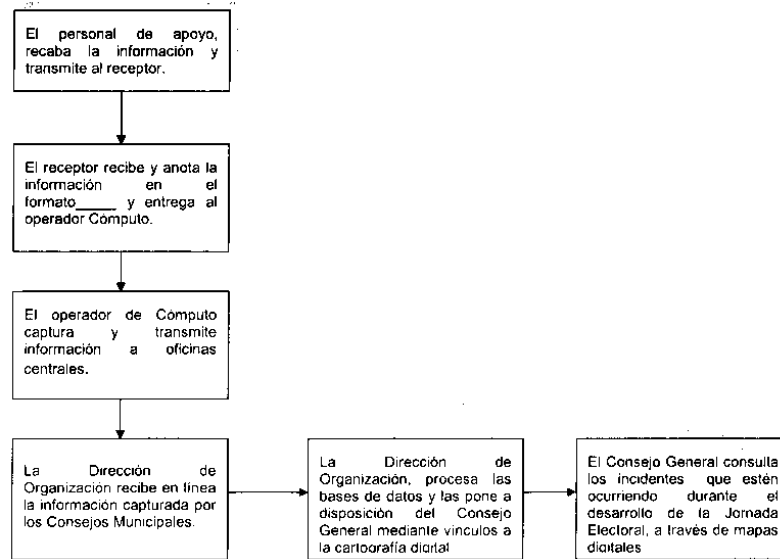 El personal de apoyo,
recaba la información y
transmite al receptor.
El receptor recibe y anota la
información en el
formato_____ y entrega al
operador Cómputo.
El operador de Cómputo
captura y transmite
información a oficinas
centrales.
La Dirección de
Organización recibe en línea
la información capturada por
los Consejos Municipales.
La Dirección de
Organización, procesa las
bases de datos y las pone a
disposición del Consejo
General mediante vínculos a
la cartografía digital
El Consejo General consulta
los incidentes que estén
ocurriendo durante el
desarrollo de la Jornada
Electoral, a través de mapas
digitales